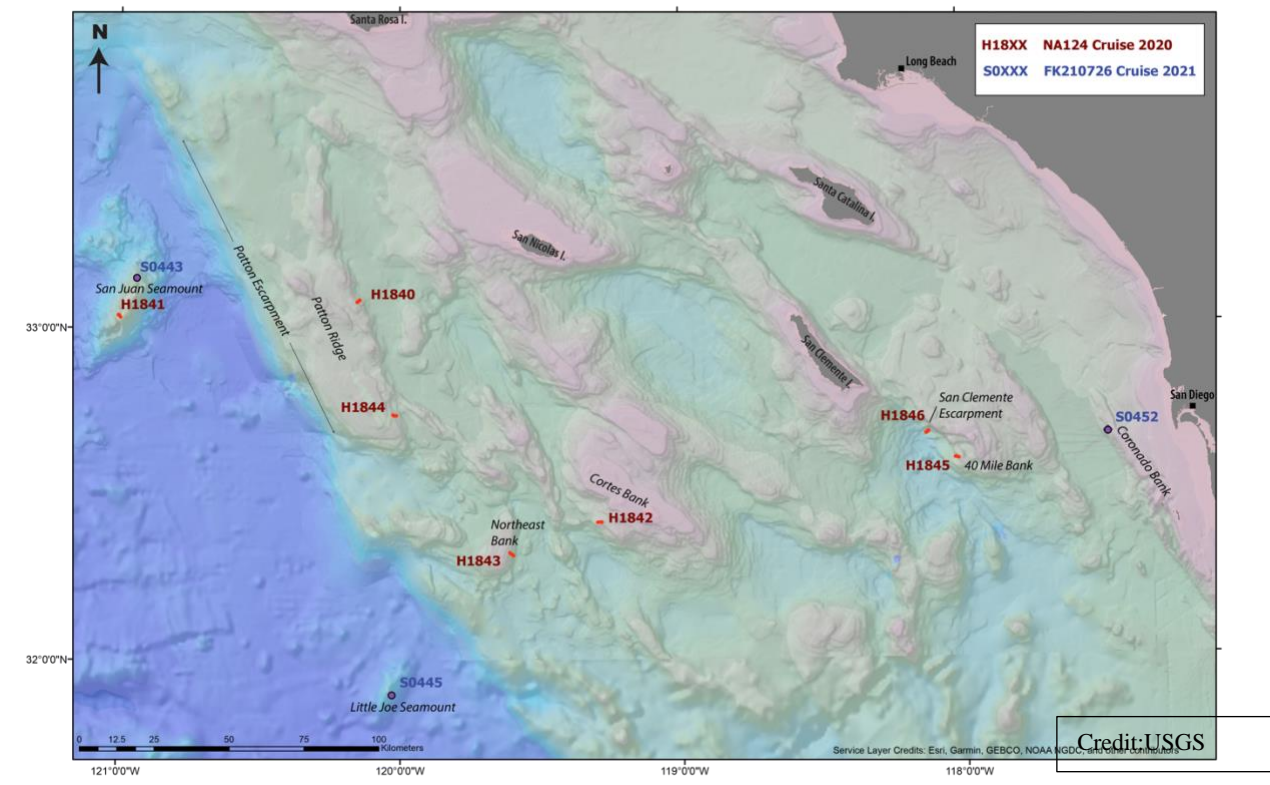 Santa Rosa I.
N
H18XX NA124 Cruise 2020
S0XXX FK210726 Cruise 2021
Long Beach
Santa Catalina I.
San Nicolas I.
S0443
San Juan Seamount
H1841
Patton Escarpment
Patton Ridge
H1840
33°0'0"N
San Clemente I.
H1844
San Clemente
Escarpment
H1846
San Diego
S0452
Coronado Bank
H1845
40 Mile Bank
Cortes Bank
H1842
Northeast
Bank
H1843
32°0'0"N
S0445
Little Joe Seamount
0 12.5 25 50 75 100
Kilometers
Credit:USGS
Service Layer Credits: Esri, Garmin, GEBCO, NOAA NGDC, and other contributors
121°0'0"W 120°0'0"W 119°0'0"W 118°0'0"W